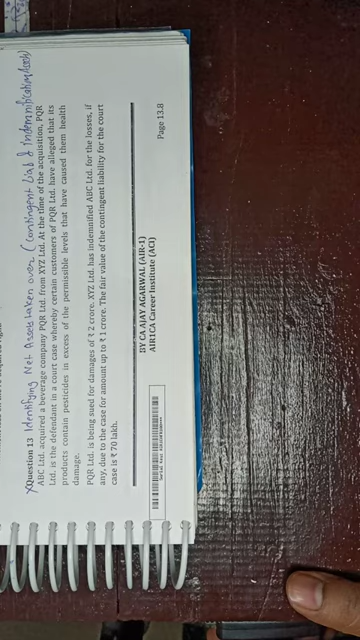 XQuestion 13 Identifying Net Assets taken over (Contingent Liab & Indemnification Assets)
ABC Ltd. acquired a beverage company PQR Ltd. from XYZ Ltd. At the time of the acquisition, PQR
Ltd. is the defendant in a court case whereby certain customers of PQR Ltd. have alleged that its
products contain pesticides in excess of the permissible levels that have caused them health
damage.
PQR Ltd. is being sued for damages of ₹ 2 crore. XYZ Ltd. has indemnified ABC Ltd. for the losses, if
any, due to the case for amount up to ₹ 1 crore. The fair value of the contingent liability for the court
case is ₹ 70 lakh.
BY CA AJAY AGARWAL (AIR-1)
AIR1CA Career Institute (ACI)
Page 13.8